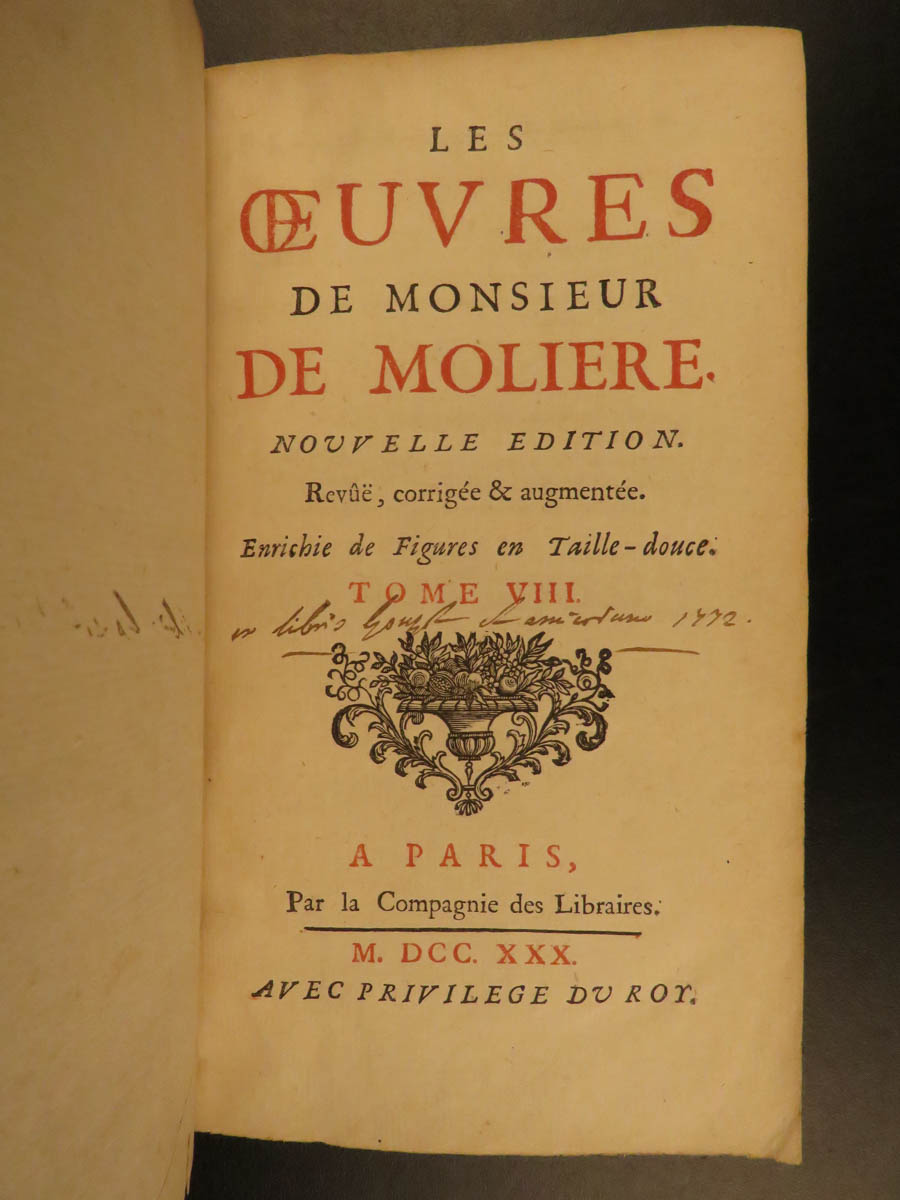 LES
ŒUVRES
DE MONSIEUR
DE MOLIERE.
NOUVELLE EDITION.
Revûë, corrigée & augmentée.
Enrichie de Figures en Taille-douce.
TOME VIII.
ex libris 1772.
A PARIS,
Par la Compagnie des Libraires.
M. DCC. XXX.
AVEC PRIVILEGE DU ROY.